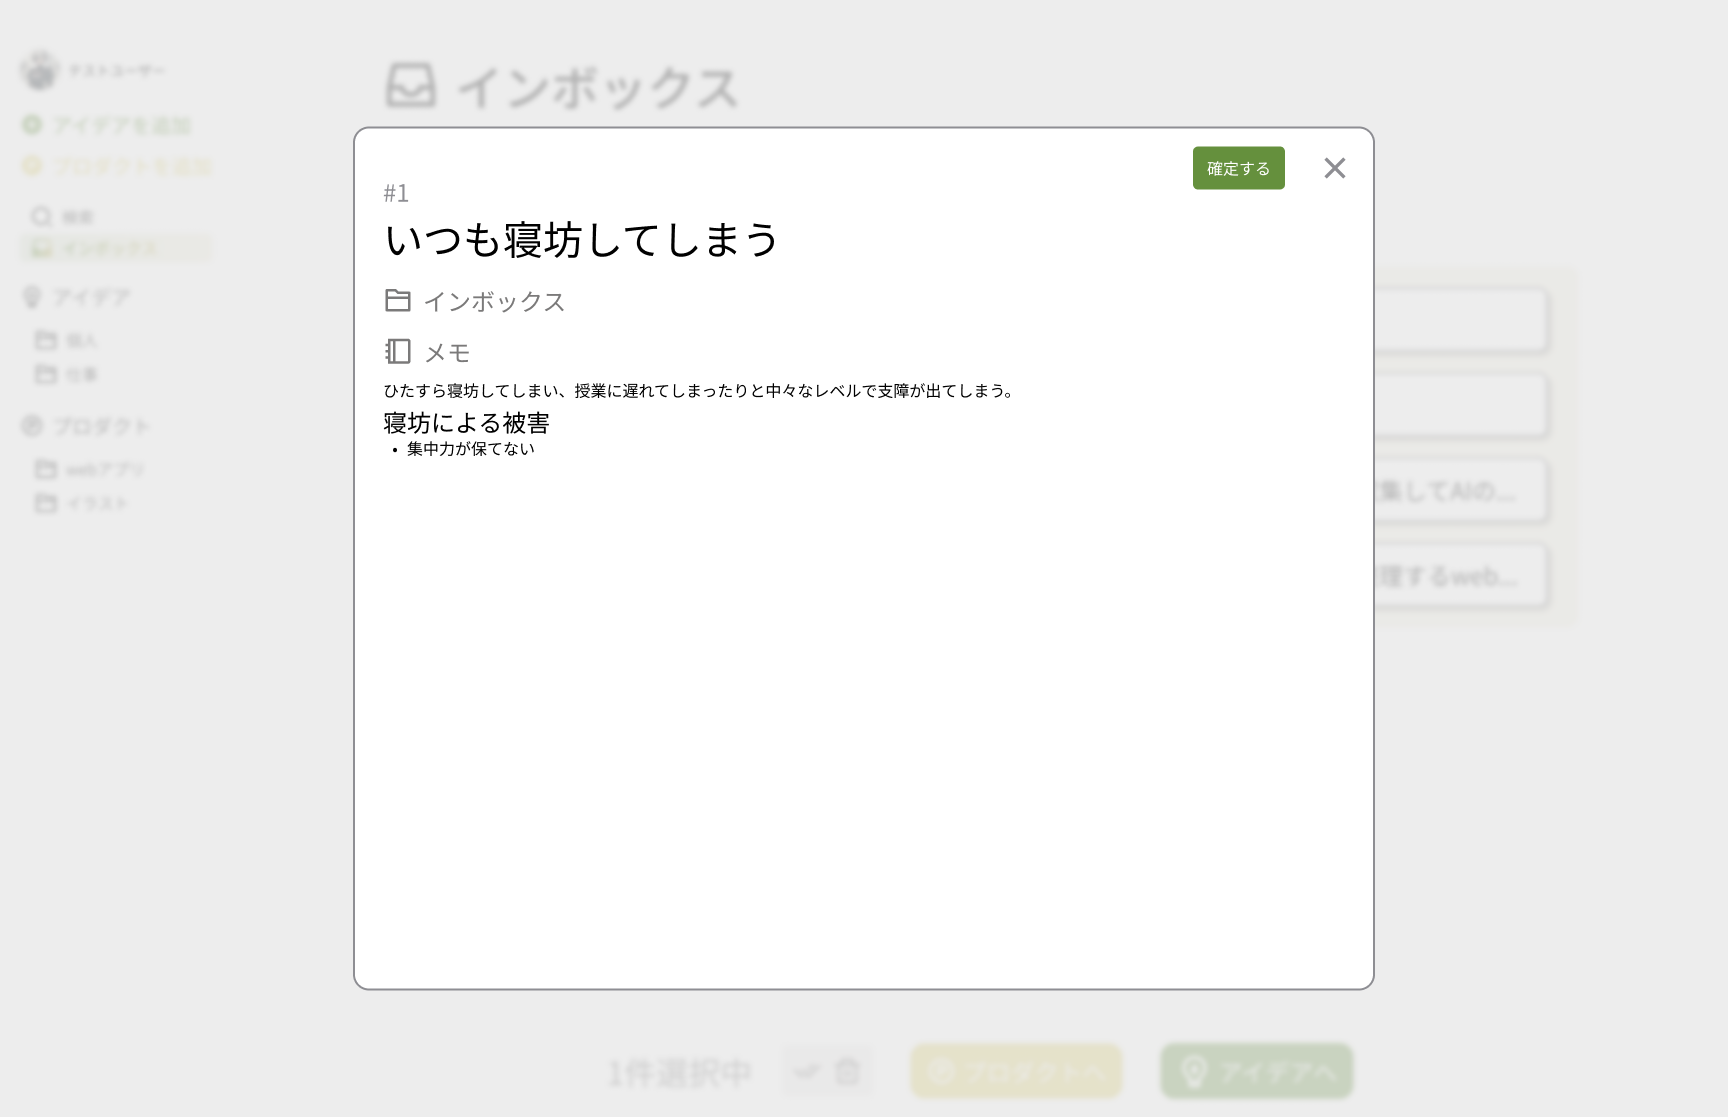 テストユーザー
アイデアを追加
プロダクトを追加
検索
インボックス
アイデア
個人
仕事
プロダクト
webアプリ
イラスト
インボックス
確定する
#1
いつも寝坊してしまう
インボックス
メモ
ひたすら寝坊してしまい、授業に遅れてしまったりと中々なレベルで支障が出てしまう。
寝坊による被害
• 集中力が保てない
集してAIの...
理するweb...
1件選択中
プロダクトへ
アイデアへ